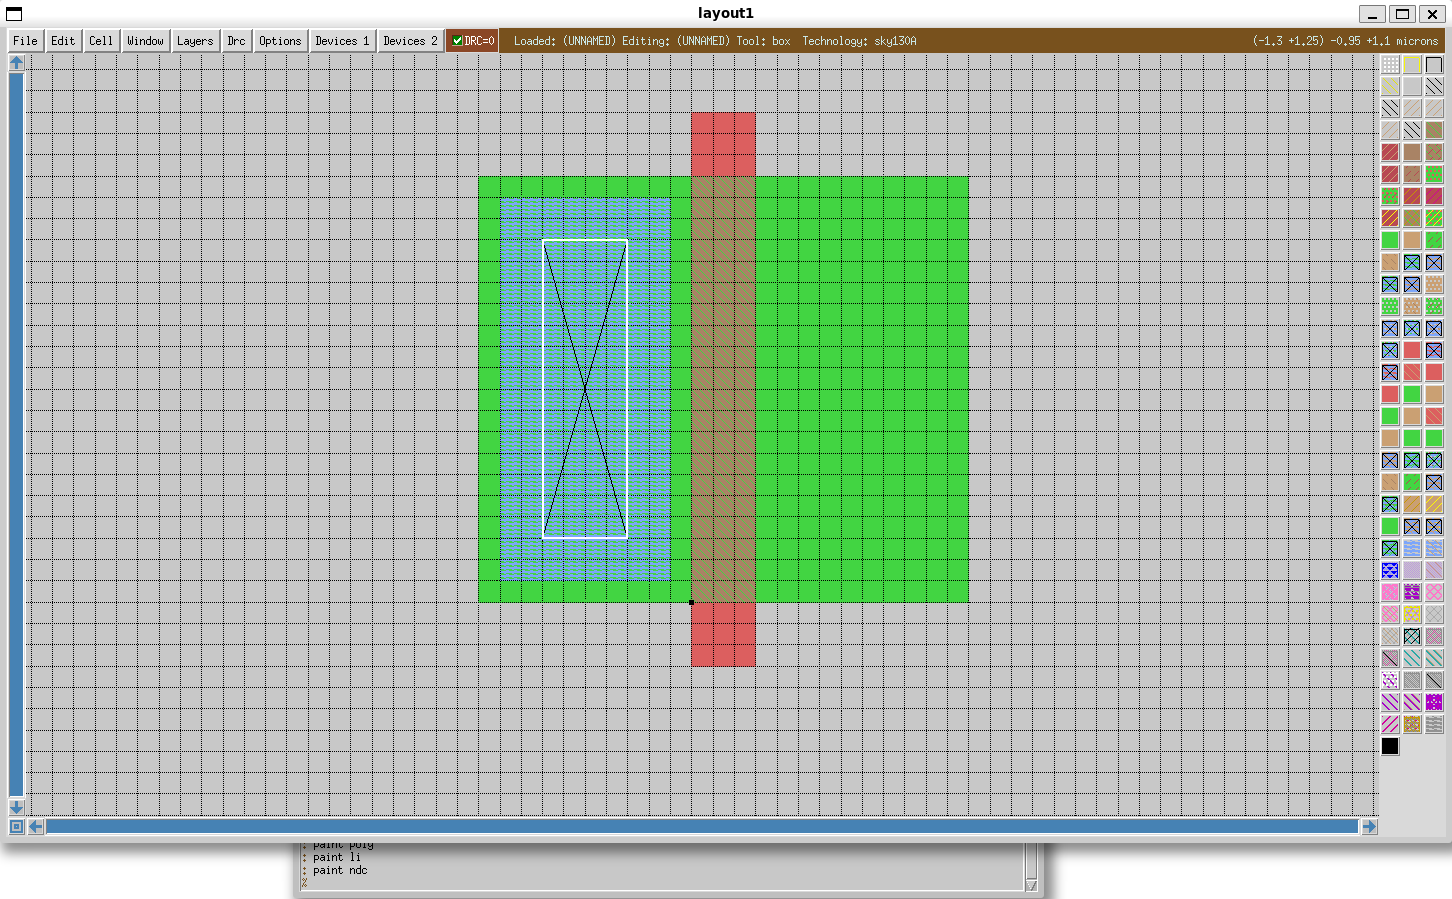 layout1
File Edit Cell Window Layers Drc Options Devices 1 Devices 2 DRC=0 Loaded: (UNNAMED) Editing: (UNNAMED) Tool: box Technology: sky130A (-1.3 +1.25) -0.95 +1.1 microns
: paint poly
: paint li
: paint ndc
%